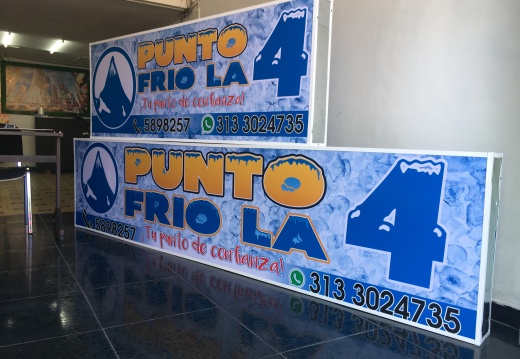 PUNTO
FRIO LA
4
Tu punto de confianza!
5898257
313 3024735
PUNTO
FRIO LA
4
Tu punto de confianza!
5898257
313 3024735